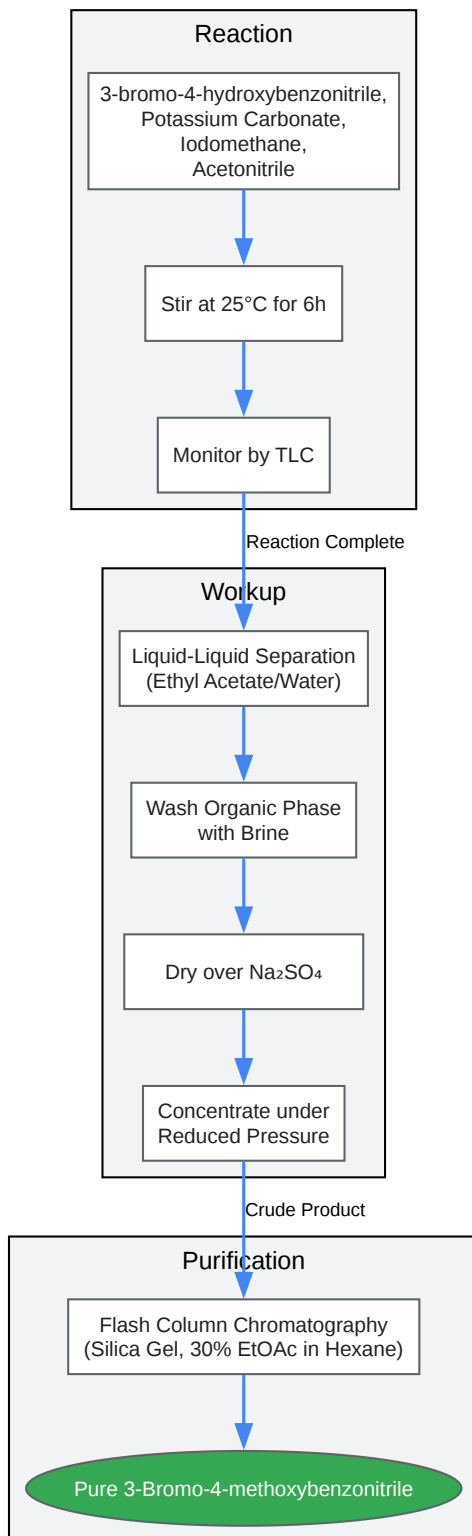 Reaction
3-bromo-4-hydroxybenzonitrile,
Potassium Carbonate,
Iodomethane,
Acetonitrile
Stir at 25°C for 6h
Monitor by TLC
Reaction Complete
Workup
Liquid-Liquid Separation
(Ethyl Acetate/Water)
Wash Organic Phase
with Brine
Dry over Na₂SO₄
Concentrate under
Reduced Pressure
Crude Product
Purification
Flash Column Chromatography
(Silica Gel, 30% EtOAc in Hexane)
Pure 3-Bromo-4-methoxybenzonitrile